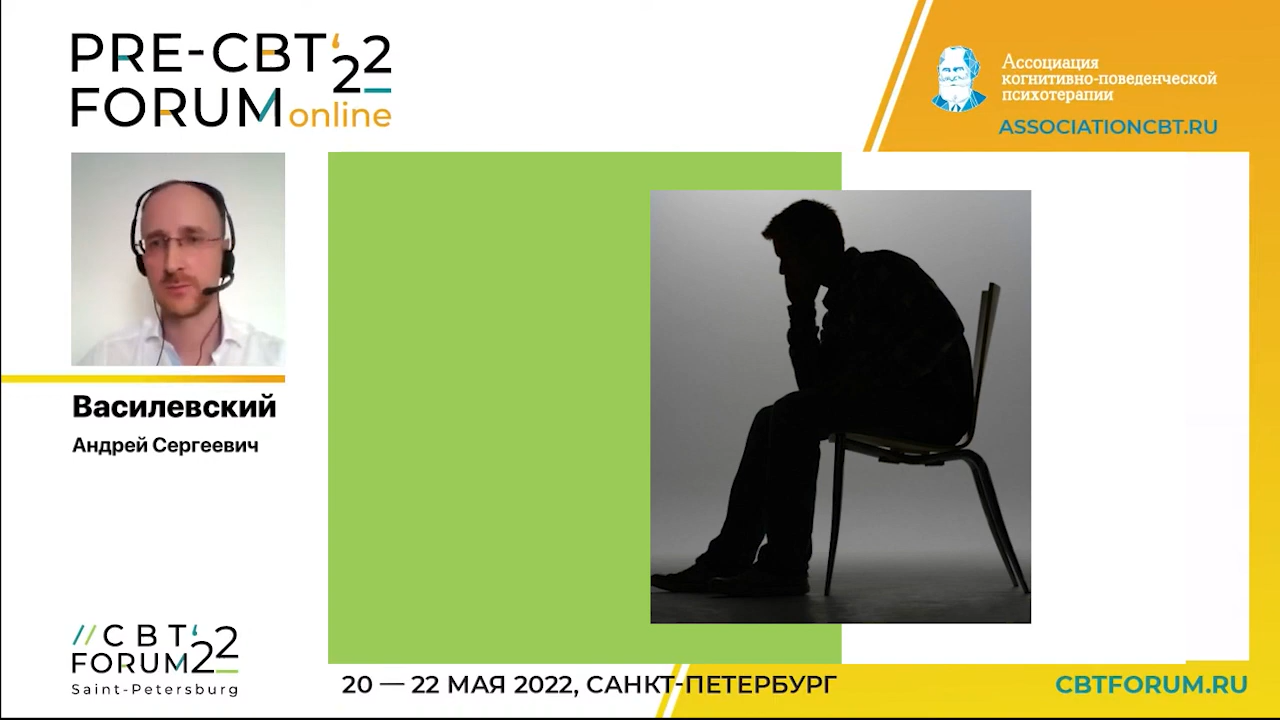 PRE-CBT'22
FORUM online
Ассоциация
когнитивно-поведенческой
психотерапии
ASSOCIATIONCBT.RU
Василевский
Андрей Сергеевич
//CBT'22
FORUM
Saint-Petersburg
20 — 22 МАЯ 2022, САНКТ-ПЕТЕРБУРГ
CBTFORUM.RU